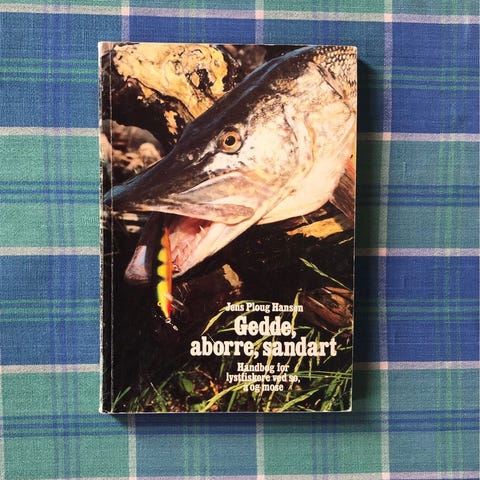 Jens Ploug Hansen
Gedde,
aborre, sandart
Håndbog for
lystfiskere ved sø,
å og mose